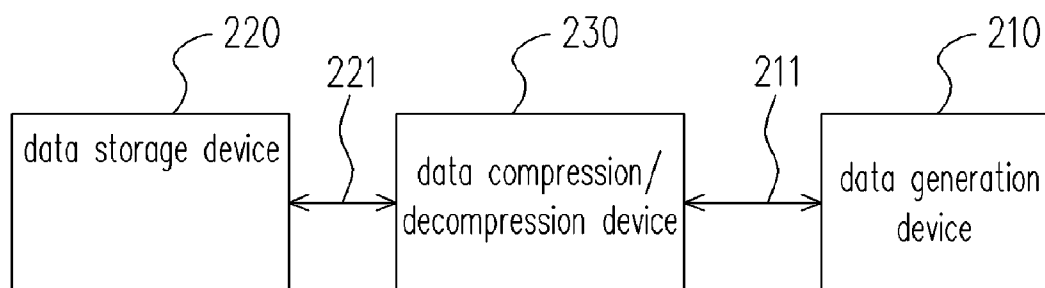 220
230
210
221
211
data storage device
data compression/
decompression device
data generation
device